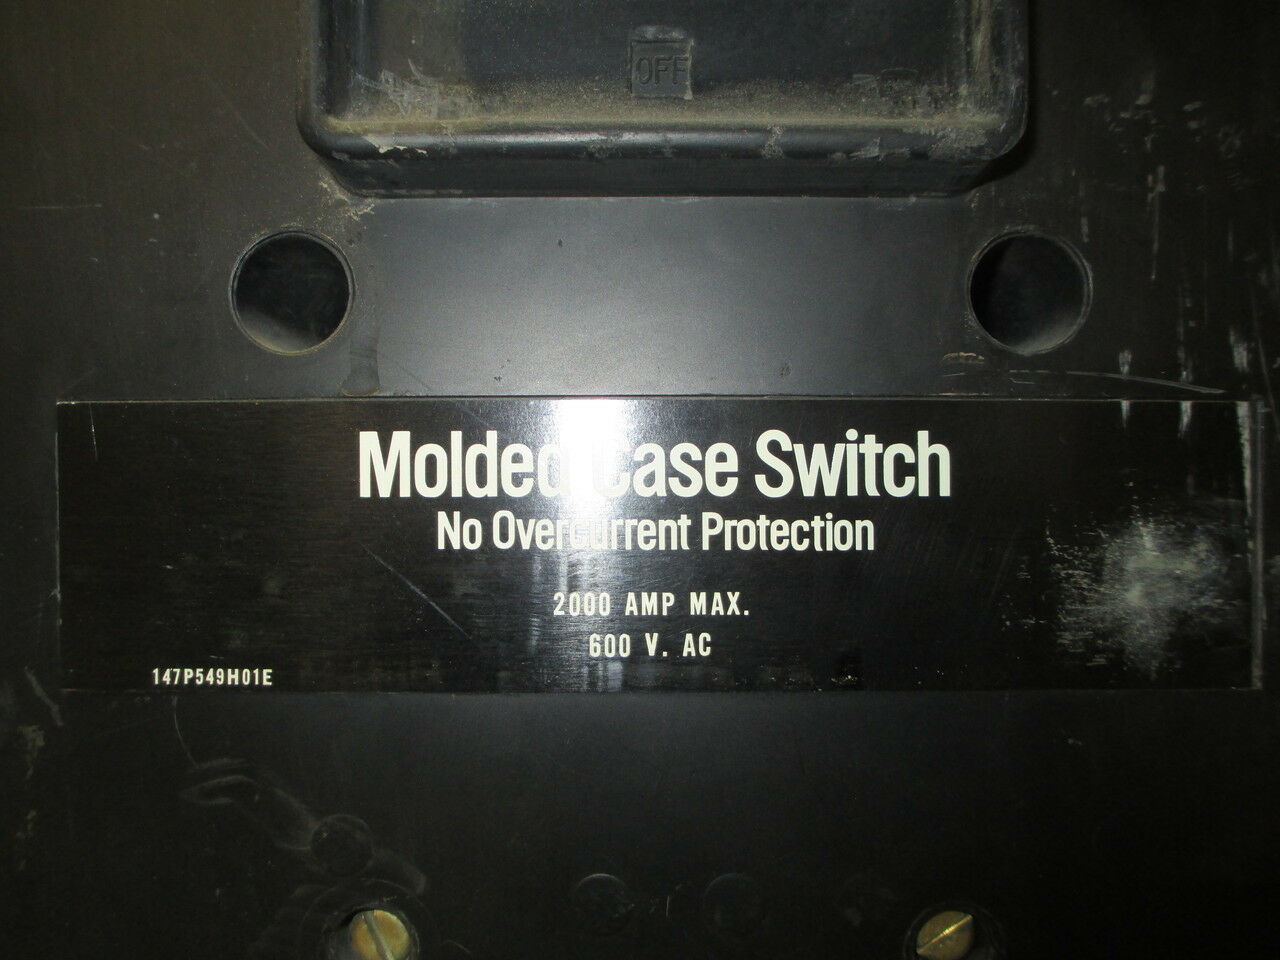 OFF
Molded Case Switch
No Overcurrent Protection
2000 AMP MAX.
600 V. AC
147P549H01E